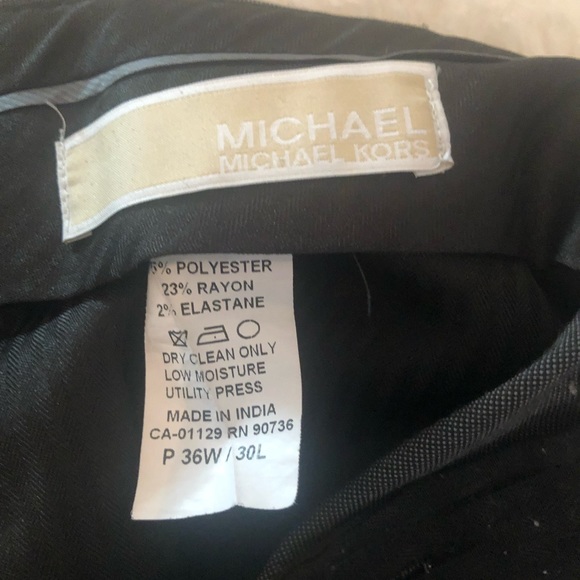 MICHAEL
MICHAEL KORS
5% POLYESTER
23% RAYON
2% ELASTANE
DRY CLEAN ONLY
LOW MOISTURE
UTILITY PRESS
MADE IN INDIA
CA-01129 RN 90736
P 36W / 30L